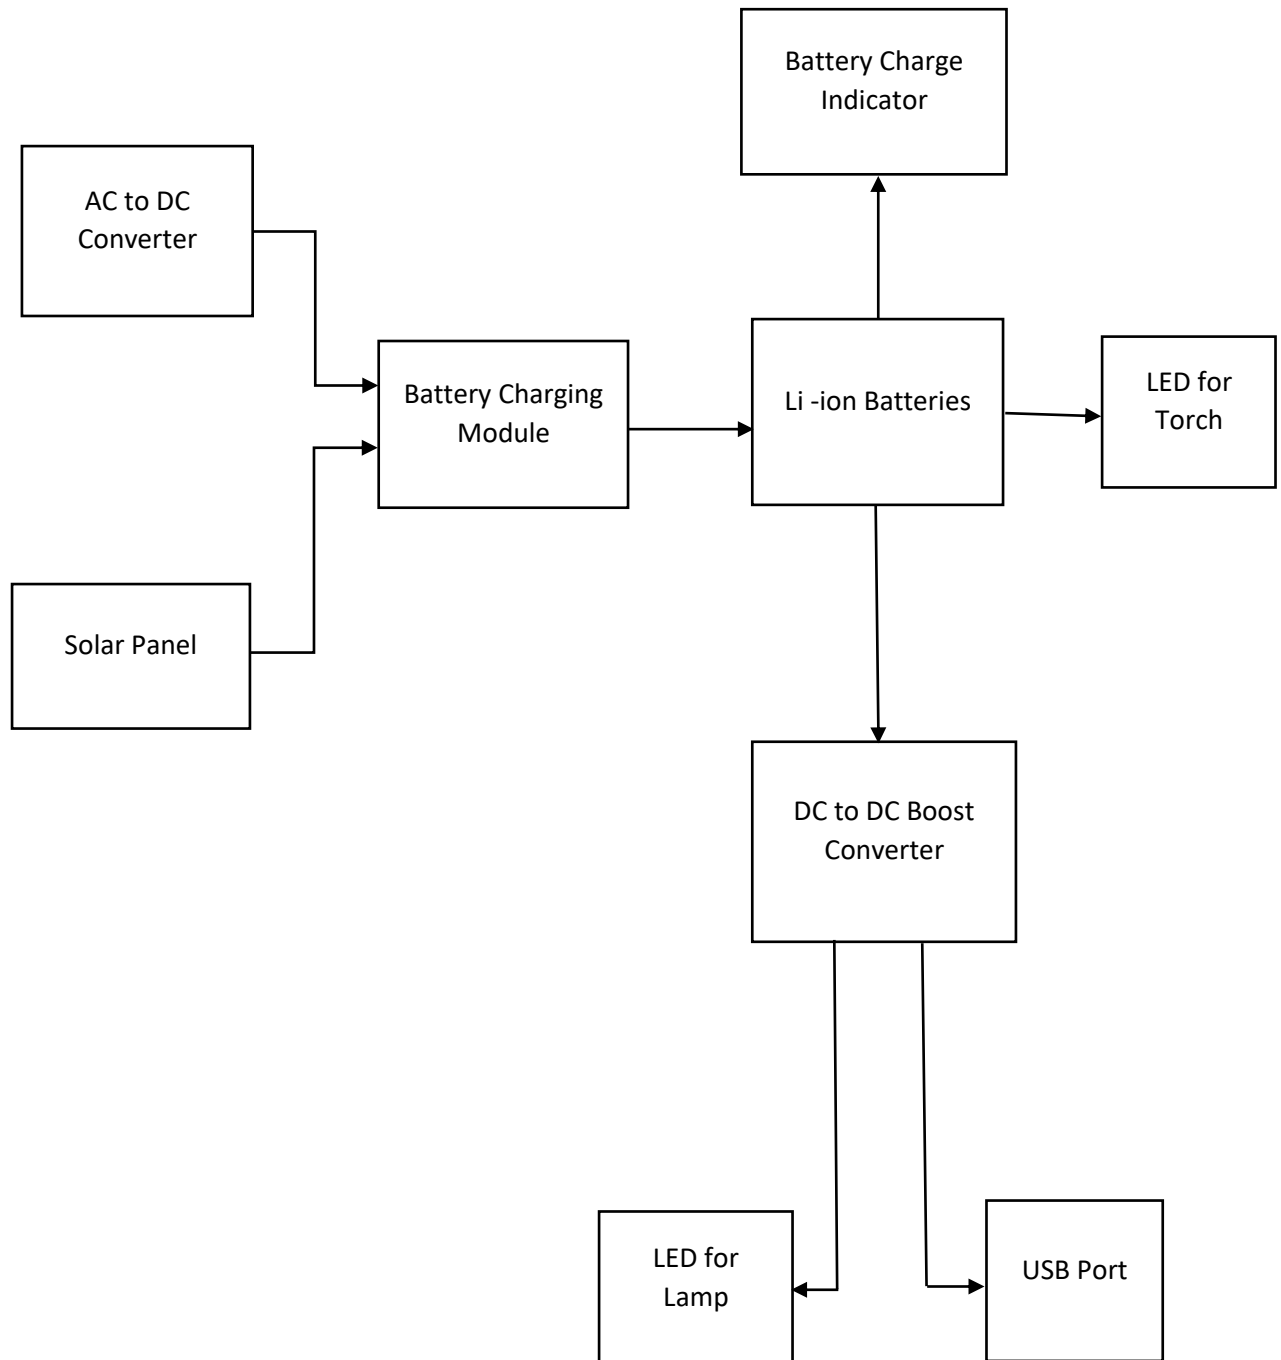 Battery Charge
Indicator
AC to DC
Converter
Battery Charging
Module
Li -ion Batteries
LED for
Torch
Solar Panel
DC to DC Boost
Converter
LED for
Lamp
USB Port